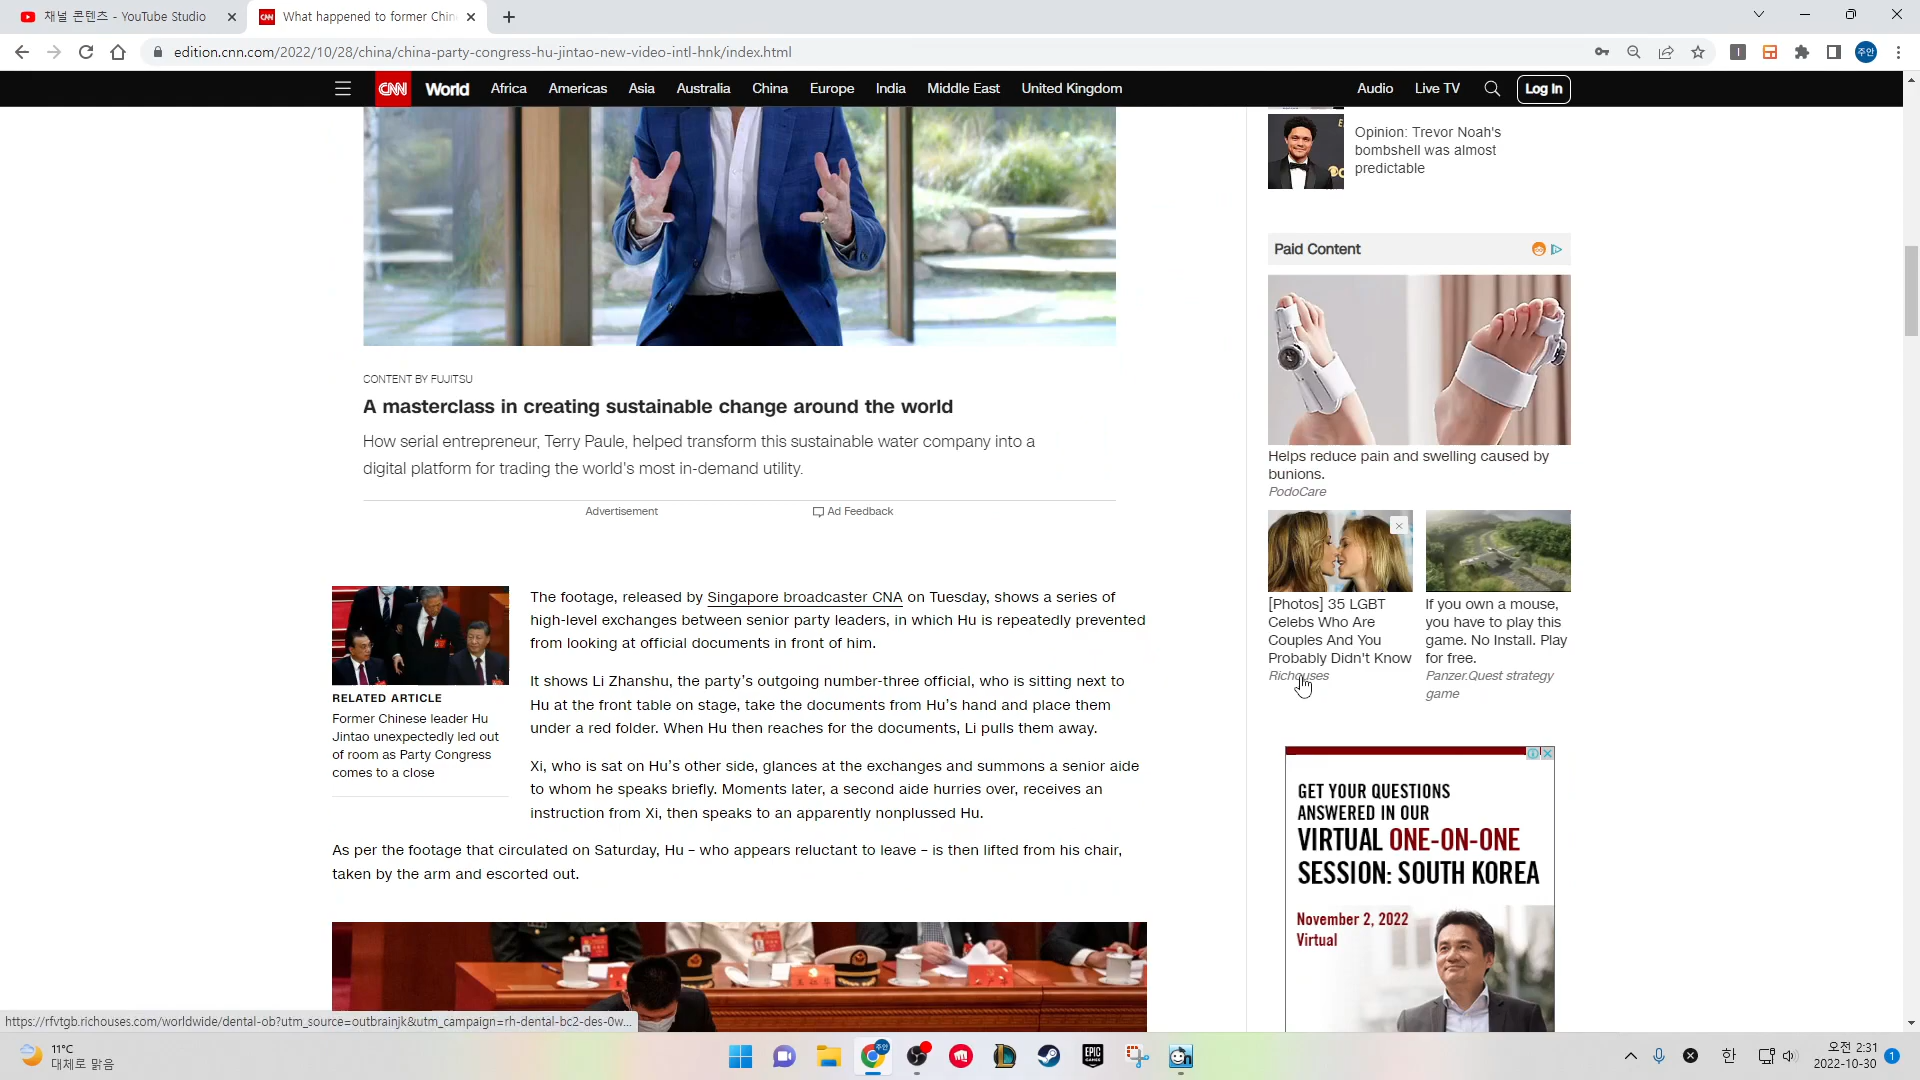 채널 콘텐츠 - YouTube Studio
What happened to former Chin
edition.cnn.com/2022/10/28/china/china-party-congress-hu-jintao-new-video-intl-hnk/index.html
주안
CNN World Africa Americas Asia Australia China Europe India Middle East United Kingdom Audio Live TV Log In
Opinion: Trevor Noah's
bombshell was almost
predictable
Paid Content
Helps reduce pain and swelling caused by
bunions.
PodoCare
[Photos] 35 LGBT
Celebs Who Are
Couples And You
Probably Didn't Know
Richouses
If you own a mouse,
you have to play this
game. No Install. Play
for free.
Panzer.Quest strategy
game
CONTENT BY FUJITSU
A masterclass in creating sustainable change around the world
How serial entrepreneur, Terry Paule, helped transform this sustainable water company into a
digital platform for trading the world's most in-demand utility.
Advertisement
Ad Feedback
RELATED ARTICLE
Former Chinese leader Hu
Jintao unexpectedly led out
of room as Party Congress
comes to a close
The footage, released by Singapore broadcaster CNA on Tuesday, shows a series of
high-level exchanges between senior party leaders, in which Hu is repeatedly prevented
from looking at official documents in front of him.
It shows Li Zhanshu, the party's outgoing number-three official, who is sitting next to
Hu at the front table on stage, take the documents from Hu's hand and place them
under a red folder. When Hu then reaches for the documents, Li pulls them away.
Xi, who is sat on Hu's other side, glances at the exchanges and summons a senior aide
to whom he speaks briefly. Moments later, a second aide hurries over, receives an
instruction from Xi, then speaks to an apparently nonplussed Hu.
As per the footage that circulated on Saturday, Hu – who appears reluctant to leave – is then lifted from his chair,
taken by the arm and escorted out.
GET YOUR QUESTIONS
ANSWERED IN OUR
VIRTUAL ONE-ON-ONE
SESSION: SOUTH KOREA
November 2, 2022
Virtual
https://rfvtgb.richouses.com/worldwide/dental-ob?utm_source=outbrainjk&utm_campaign=rh-dental-bc2-des-0w...
11°C
대체로 맑음
주안
EPIC
GAMES
한
오전 2:31
2022-10-30
1